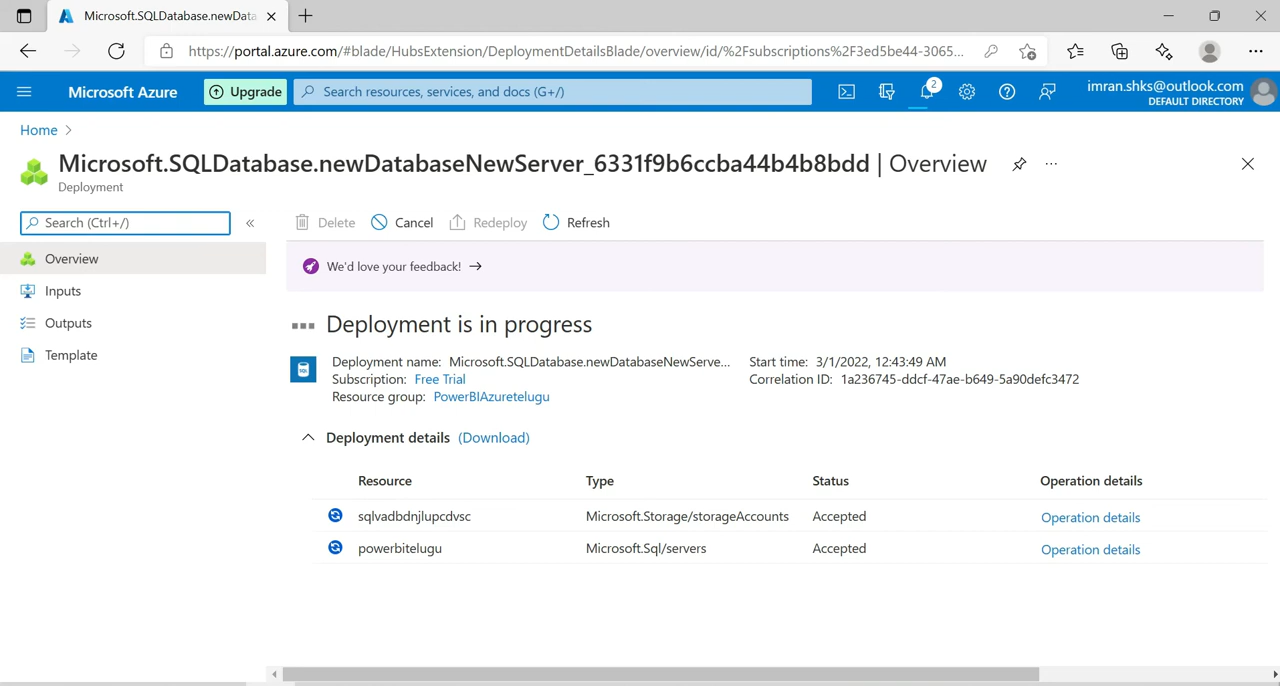 Microsoft.SQLDatabase.newData
https://portal.azure.com/#blade/HubsExtension/DeploymentDetailsBlade/overview/id/%2Fsubscriptions%2F3ed5be44-3065...
Microsoft Azure
Upgrade
Search resources, services, and docs (G+/)
2
imran.shks@outlook.com
DEFAULT DIRECTORY
Home
Microsoft.SQLDatabase.newDatabaseNewServer_6331f9b6ccba44b4b8bdd | Overview
Deployment
Search (Ctrl+/)
Delete Cancel Redeploy Refresh
Overview
Inputs
Outputs
Template
We'd love your feedback! →
Deployment is in progress
Deployment name: Microsoft.SQLDatabase.newDatabaseNewServe... Start time: 3/1/2022, 12:43:49 AM
Subscription: Free Trial Correlation ID: 1a236745-ddcf-47ae-b649-5a90defc3472
Resource group: PowerBIAzuretelugu
Deployment details (Download)
Resource Type Status Operation details
sqlvadbdnjlupcdvsc Microsoft.Storage/storageAccounts Accepted Operation details
powerbitelugu Microsoft.Sql/servers Accepted Operation details